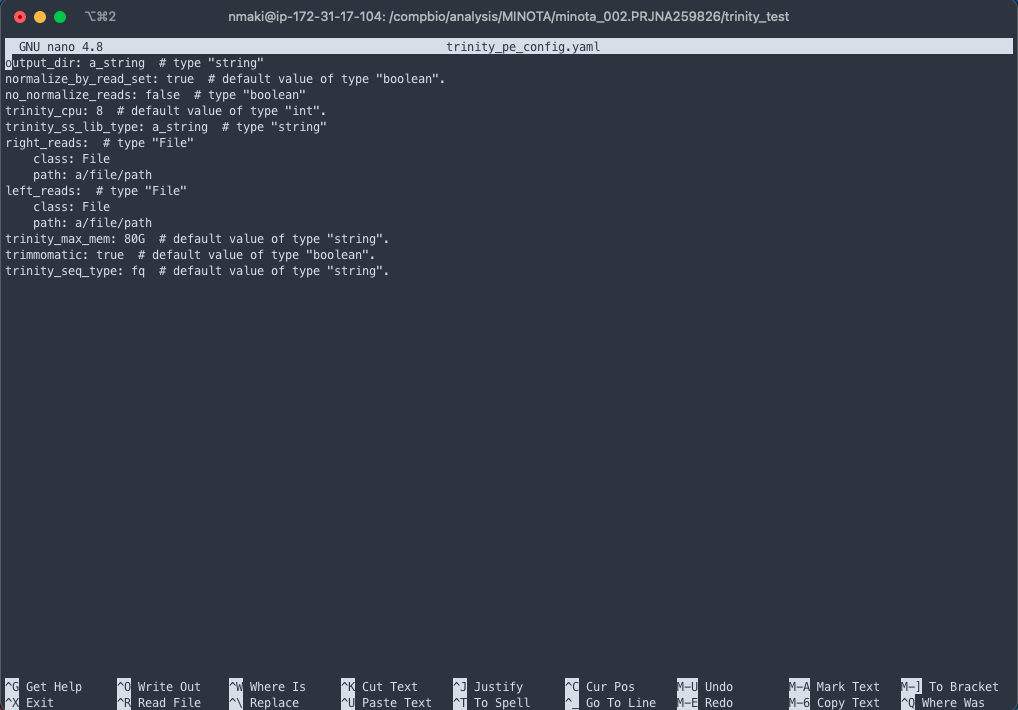 ⌥⌘2 nmaki@ip-172-31-17-104: /compbio/analysis/MINOTA/minota_002.PRJNA259826/trinity_test
GNU nano 4.8 trinity_pe_config.yaml
output_dir: a_string  # type "string"
normalize_by_read_set: true  # default value of type "boolean".
no_normalize_reads: false  # type "boolean"
trinity_cpu: 8  # default value of type "int".
trinity_ss_lib_type: a_string  # type "string"
right_reads:  # type "File"
    class: File
    path: a/file/path
left_reads:  # type "File"
    class: File
    path: a/file/path
trinity_max_mem: 80G  # default value of type "string".
trimmomatic: true  # default value of type "boolean".
trinity_seq_type: fq  # default value of type "string".
^G Get Help ^O Write Out ^W Where Is ^K Cut Text ^J Justify ^C Cur Pos M-U Undo M-A Mark Text M-] To Bracket
^X Exit ^R Read File ^\ Replace ^U Paste Text ^T To Spell ^_ Go To Line M-E Redo M-6 Copy Text ^Q Where Was